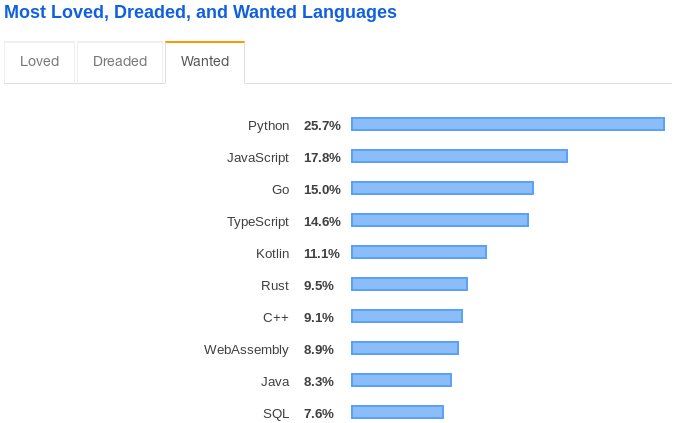 Most Loved, Dreaded, and Wanted Languages
Loved Dreaded Wanted
Python 25.7%
JavaScript 17.8%
Go 15.0%
TypeScript 14.6%
Kotlin 11.1%
Rust 9.5%
C++ 9.1%
WebAssembly 8.9%
Java 8.3%
SQL 7.6%